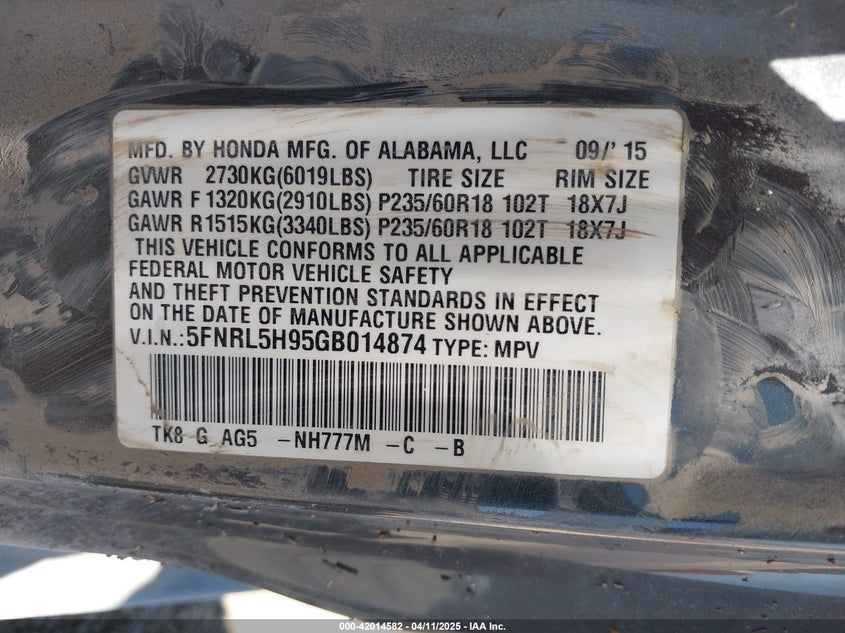 MFD. BY HONDA MFG. OF ALABAMA, LLC 09/' 15
GVWR 2730KG(6019LBS) TIRE SIZE RIM SIZE
GAWR F 1320KG(2910LBS) P235/60R18 102T 18X7J
GAWR R1515KG(3340LBS) P235/60R18 102T 18X7J
THIS VEHICLE CONFORMS TO ALL APPLICABLE
FEDERAL MOTOR VEHICLE SAFETY
AND THEFT PREVENTION STANDARDS IN EFFECT
ON THE DATE OF MANUFACTURE SHOWN ABOVE.
V.I.N.:5FNRL5H95GB014874 TYPE: MPV
TK8 G AG5 -NH777M -C -B
000-42014582 - 04/11/2025 - IAA Inc.